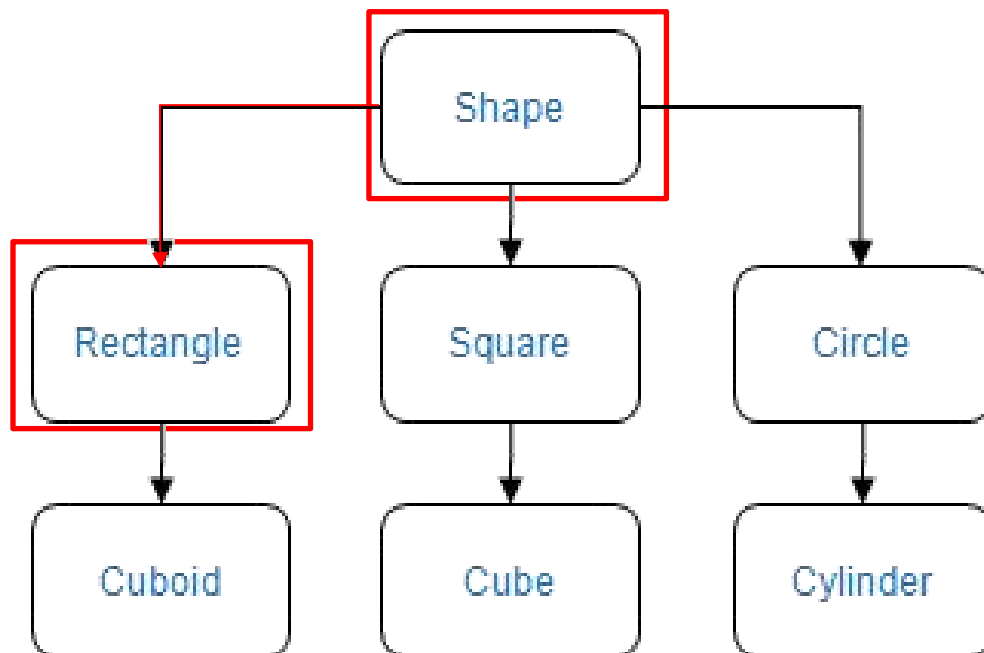 Shape
Rectangle
Square
Circle
Cuboid
Cube
Cylinder